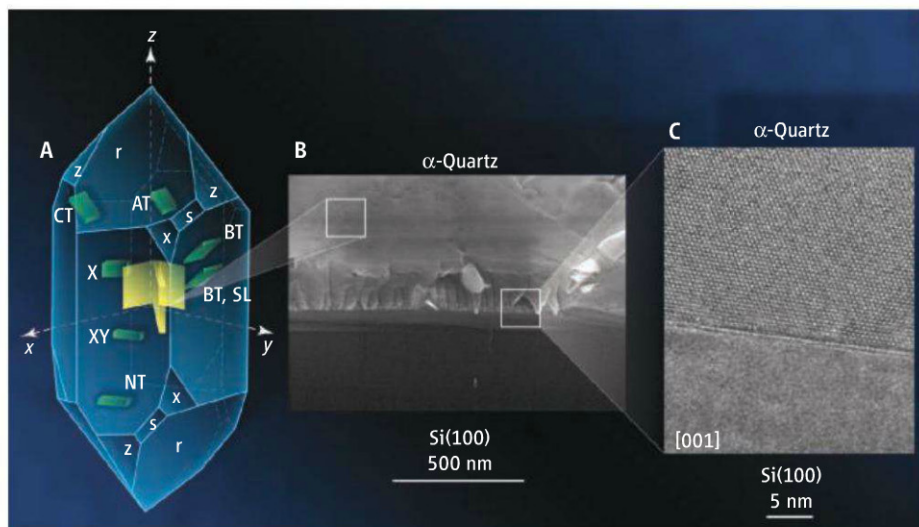 z
A
r
z
z
CT
AT
s
x
BT
X
BT, SL
XY
x
y
NT
x
s
z
r
B
α-Quartz
Si(100)
500 nm
C
α-Quartz
[001]
Si(100)
5 nm